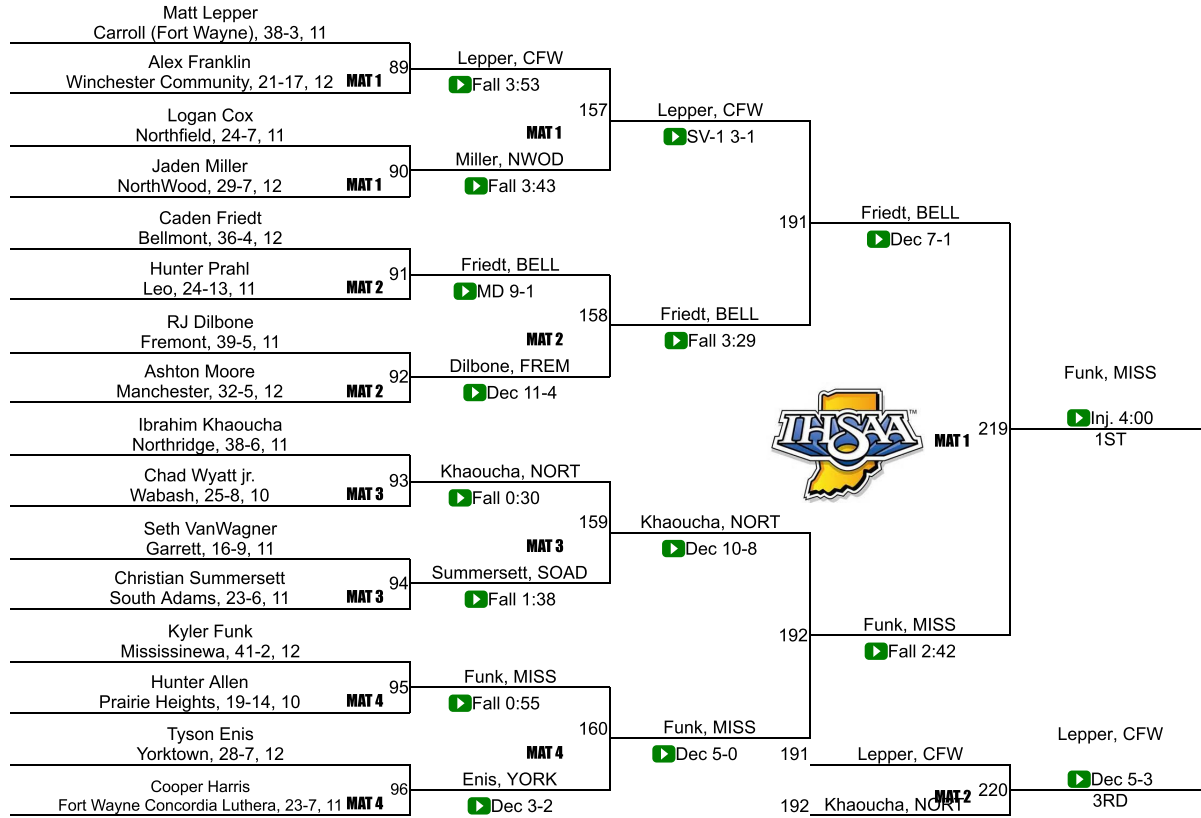 Matt Lepper
Carroll (Fort Wayne), 38-3, 11
Alex Franklin
Winchester Community, 21-17, 12
MAT 1
89
Lepper, CFW
Fall 3:53
Logan Cox
Northfield, 24-7, 11
Jaden Miller
NorthWood, 29-7, 12
MAT 1
90
Miller, NWOD
Fall 3:43
157
MAT 1
Lepper, CFW
SV-1 3-1
Caden Friedt
Bellmont, 36-4, 12
Hunter Prahl
Leo, 24-13, 11
MAT 2
91
Friedt, BELL
MD 9-1
RJ Dilbone
Fremont, 39-5, 11
Ashton Moore
Manchester, 32-5, 12
MAT 2
92
Dilbone, FREM
Dec 11-4
158
MAT 2
Friedt, BELL
Fall 3:29
191
Friedt, BELL
Dec 7-1
Ibrahim Khaoucha
Northridge, 38-6, 11
Chad Wyatt jr.
Wabash, 25-8, 10
MAT 3
93
Khaoucha, NORT
Fall 0:30
Seth VanWagner
Garrett, 16-9, 11
Christian Summersett
South Adams, 23-6, 11
MAT 3
94
Summersett, SOAD
Fall 1:38
159
MAT 3
Khaoucha, NORT
Dec 10-8
Kyler Funk
Mississinewa, 41-2, 12
Hunter Allen
Prairie Heights, 19-14, 10
MAT 4
95
Funk, MISS
Fall 0:55
Tyson Enis
Yorktown, 28-7, 12
Cooper Harris
Fort Wayne Concordia Luthera, 23-7, 11
MAT 4
96
Enis, YORK
Dec 3-2
160
MAT 4
Funk, MISS
Dec 5-0
192
Funk, MISS
Fall 2:42
IHSAA™
MAT 1
219
Funk, MISS
Inj. 4:00
1ST
191
Lepper, CFW
192
Khaoucha, NORT
MAT 2
220
Lepper, CFW
Dec 5-3
3RD